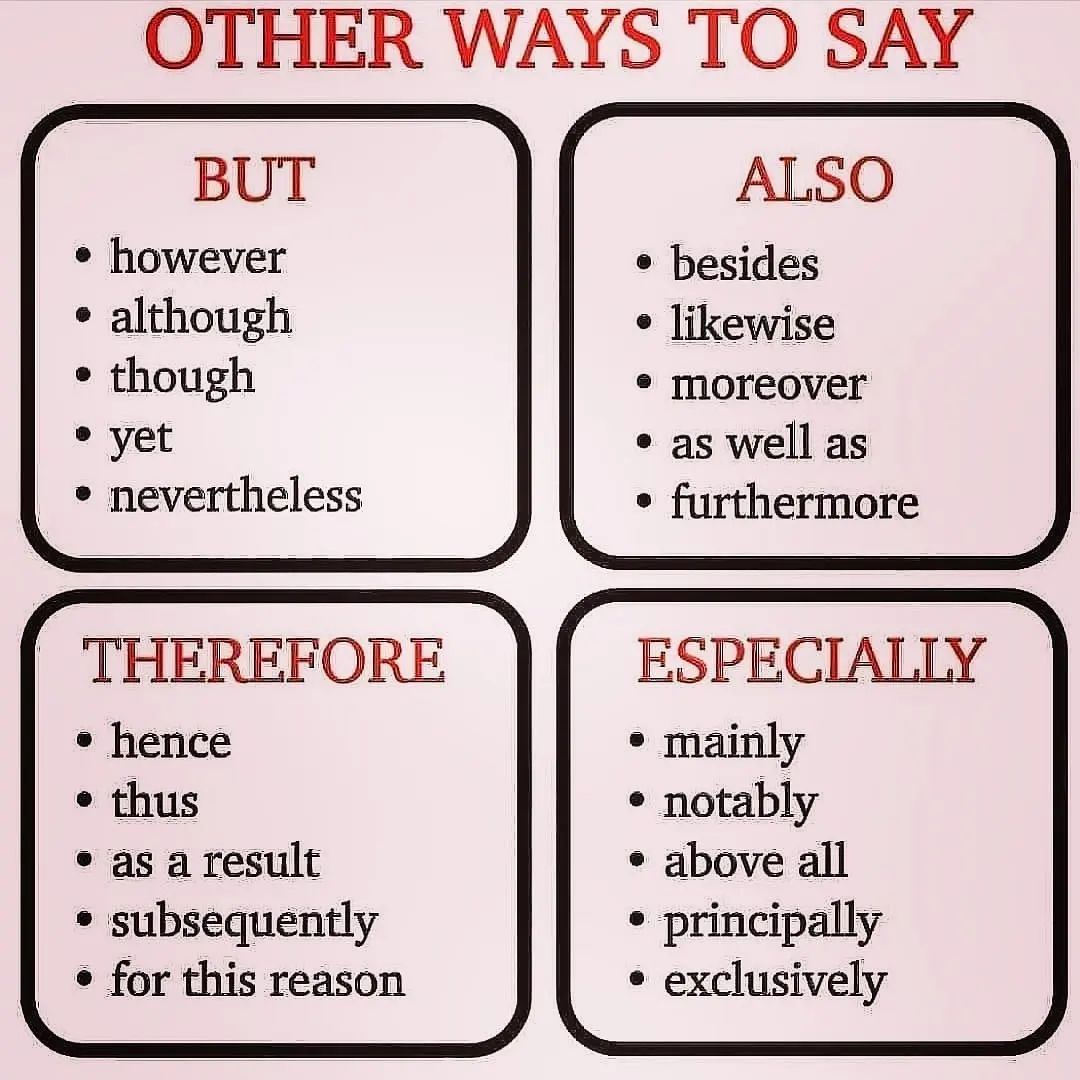 OTHER WAYS TO SAY
BUT
• however
• although
• though
• yet
• nevertheless
ALSO
• besides
• likewise
• moreover
• as well as
• furthermore
THEREFORE
• hence
• thus
• as a result
• subsequently
• for this reason
ESPECIALLY
• mainly
• notably
• above all
• principally
• exclusively